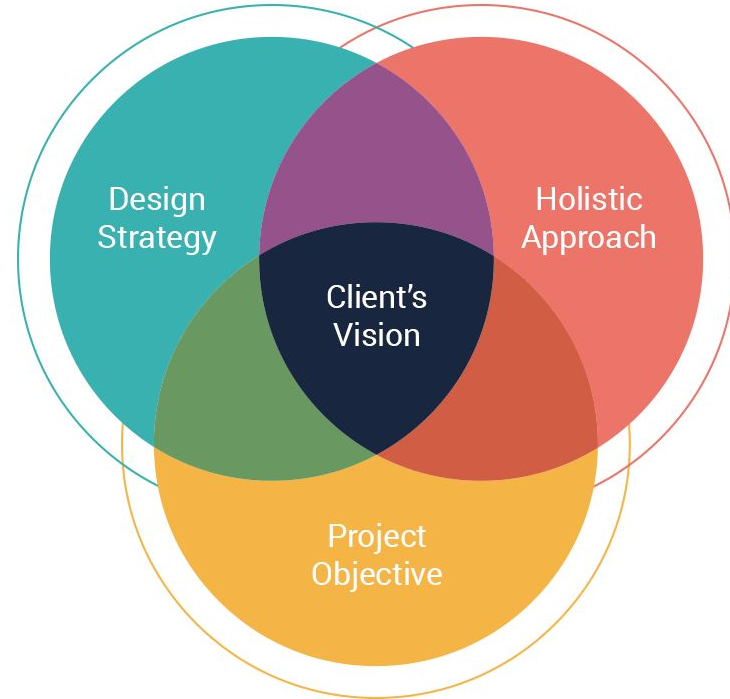 Design
Strategy
Holistic
Approach
Client’s
Vision
Project
Objective